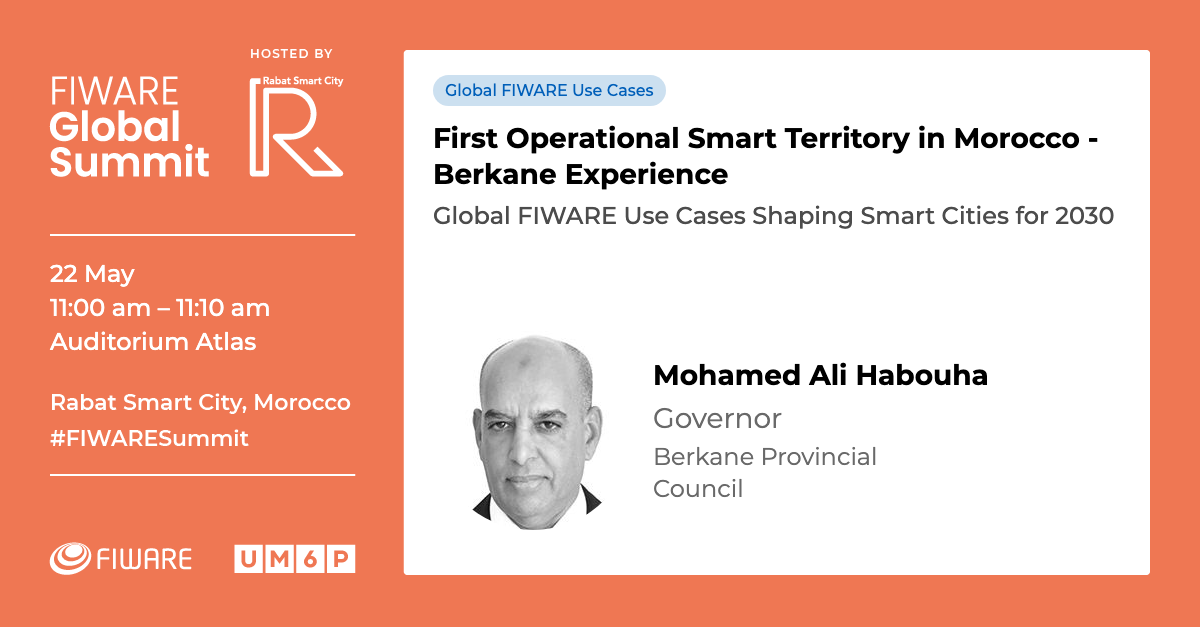 HOSTED BY
FIWARE
Global
Summit
Rabat Smart City
R
22 May
11:00 am – 11:10 am
Auditorium Atlas
Rabat Smart City, Morocco
#FIWARESummit
FIWARE
UM6P
Global FIWARE Use Cases
First Operational Smart Territory in Morocco -
Berkane Experience
Global FIWARE Use Cases Shaping Smart Cities for 2030
Mohamed Ali Habouha
Governor
Berkane Provincial
Council